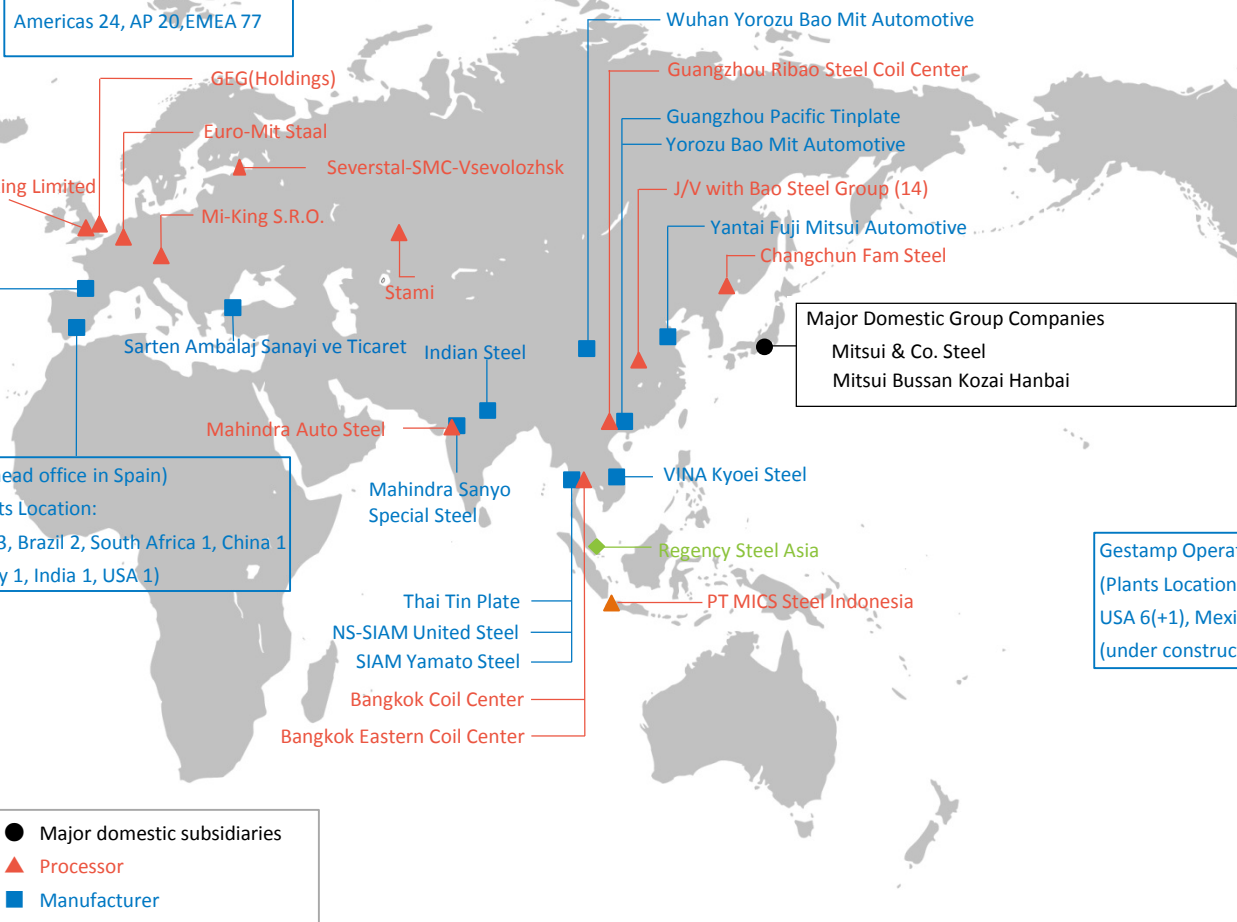 Americas 24, AP 20,EMEA 77
Wuhan Yorozu Bao Mit Automotive
GEG(Holdings)
Guangzhou Ribao Steel Coil Center
Guangzhou Pacific Tinplate
Euro-Mit Staal
Yorozu Bao Mit Automotive
Severstal-SMC-Vsevolozhsk
ing Limited
J/V with Bao Steel Group (14)
Mi-King S.R.O.
Yantai Fuji Mitsui Automotive
Changchun Fam Steel
Stami
Major Domestic Group Companies
Mitsui & Co. Steel
Mitsui Bussan Kozai Hanbai
Sarten Ambalaj Sanayi ve Ticaret
Indian Steel
Mahindra Auto Steel
ead office in Spain)
ts Location:
3, Brazil 2, South Africa 1, China 1
y 1, India 1, USA 1)
Mahindra Sanyo
Special Steel
VINA Kyoei Steel
Regency Steel Asia
Gestamp Operat
(Plants Location
USA 6(+1), Mexi
(under construc
Thai Tin Plate
PT MICS Steel Indonesia
NS-SIAM United Steel
SIAM Yamato Steel
Bangkok Coil Center
Bangkok Eastern Coil Center
Major domestic subsidiaries
Processor
Manufacturer